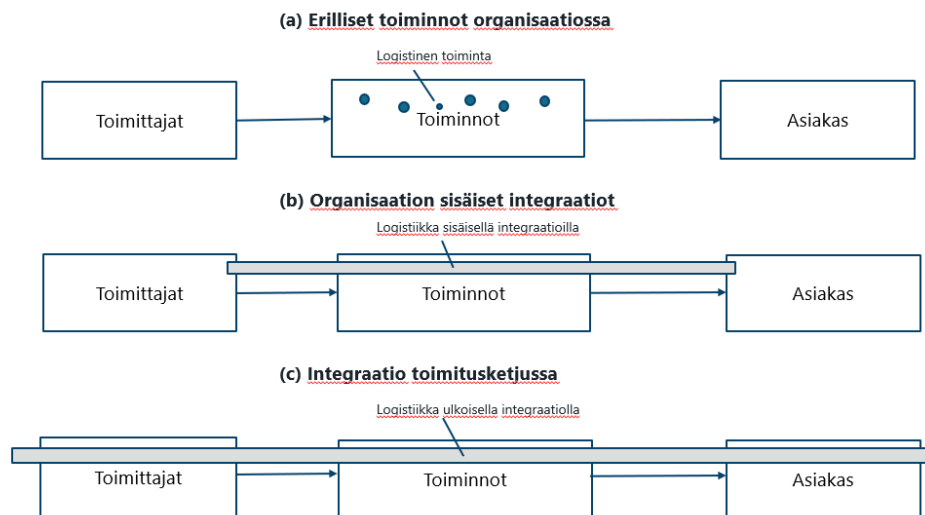 (a) Erilliset toiminnot organisaatiossa
Logistinen toiminta
Toimittajat
Toiminnot
Asiakas
(b) Organisaation sisäiset integraatiot
Logistiikka sisäisellä integraatioilla
Toimittajat
Toiminnot
Asiakas
(c) Integraatio toimitusketjussa
Logistiikka ulkoisella integraatiolla
Toimittajat
Toiminnot
Asiakas